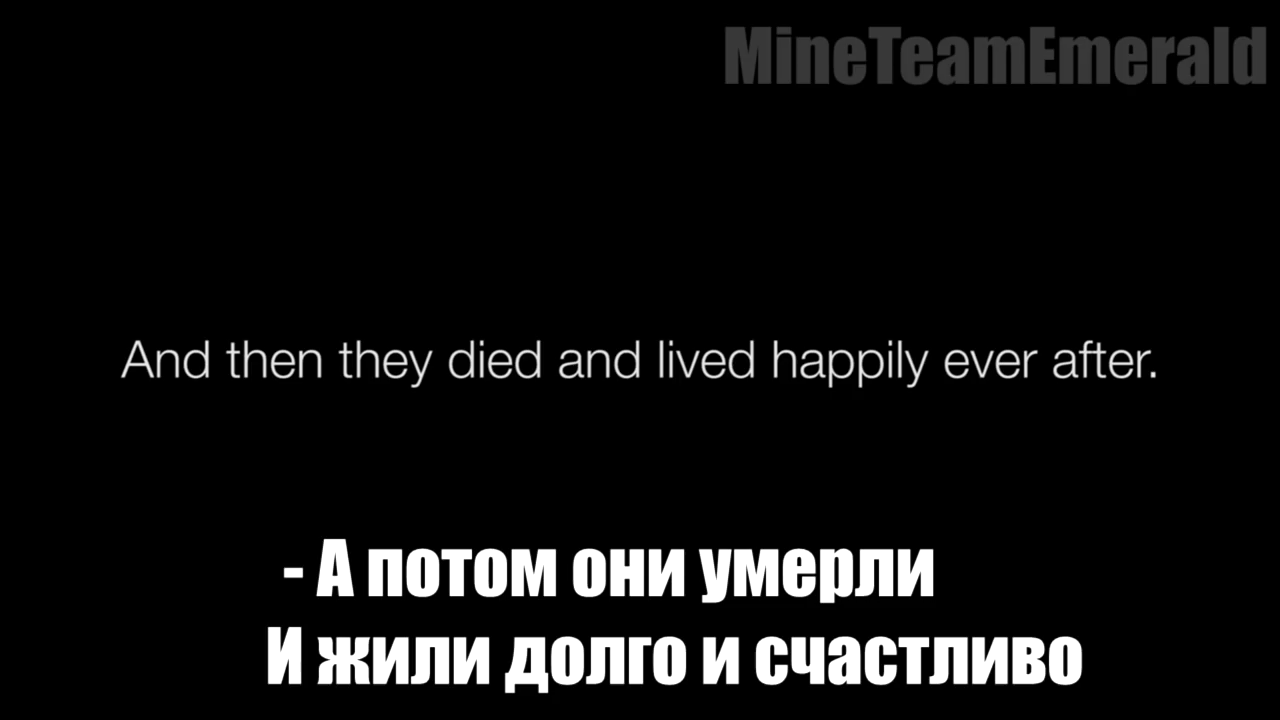 MineTeamEmerald
And then they died and lived happily ever after.
- А потом они умерли
И жили долго и счастливо